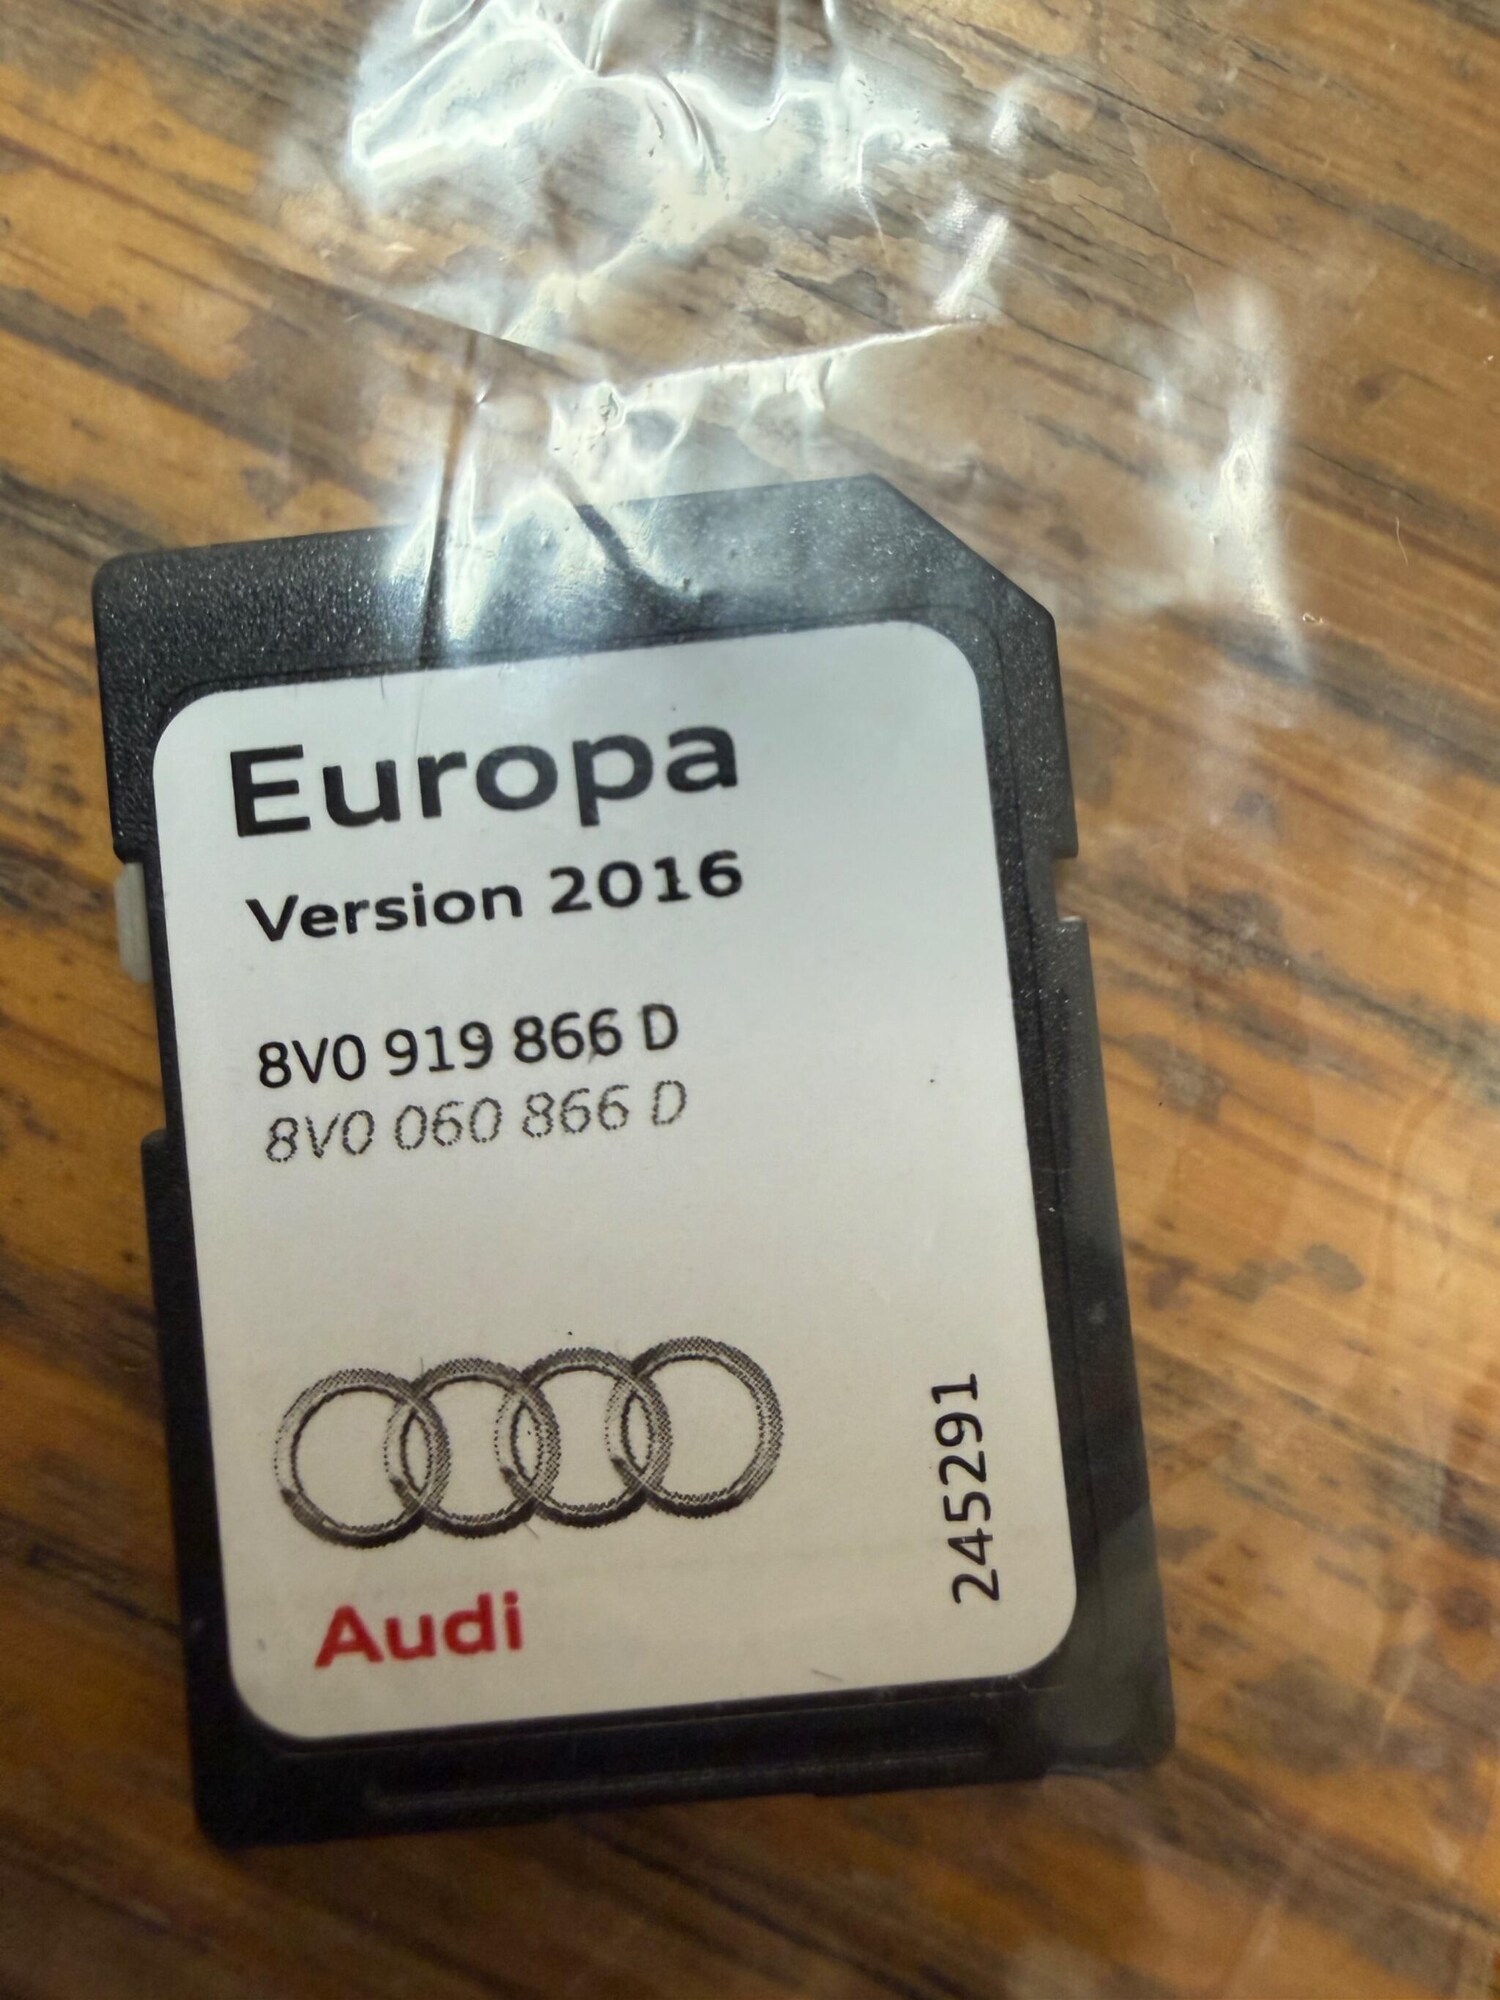 Europa
Version 2016
8V0 919 866 D
8V0 060 866 D
Audi
245291